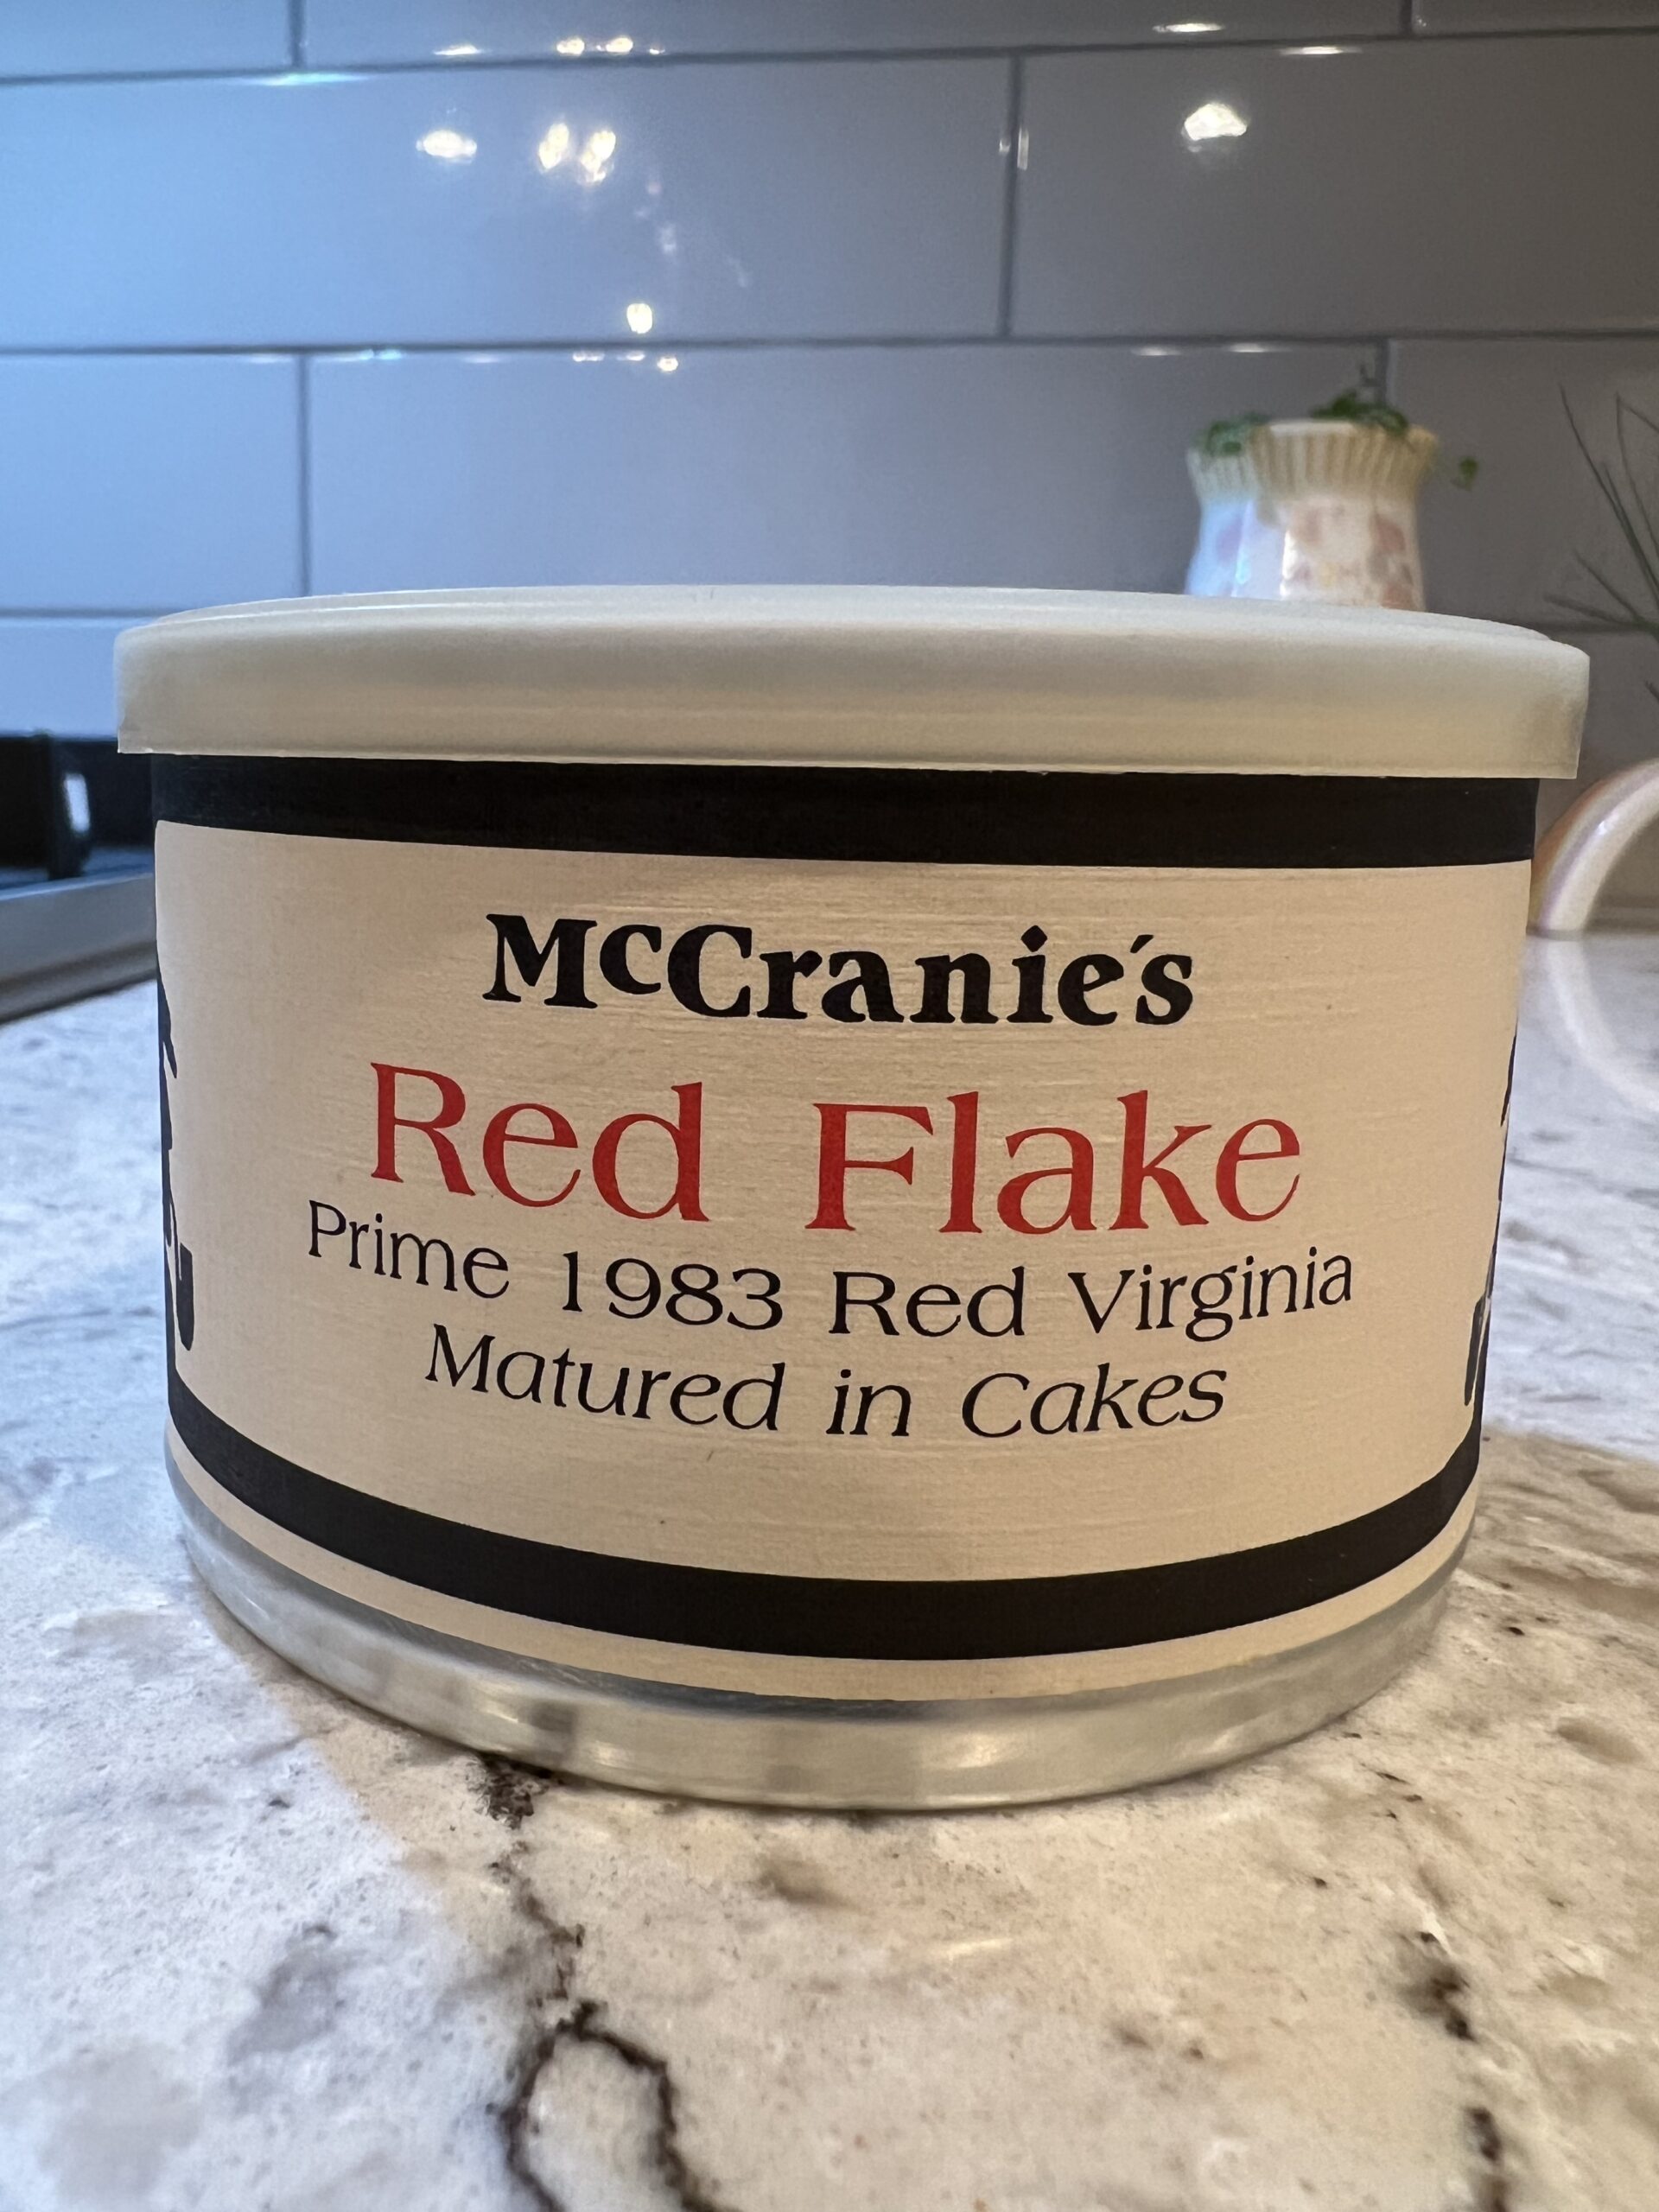 McCranie's
Red Flake
Prime 1983 Red Virginia
Matured in Cakes